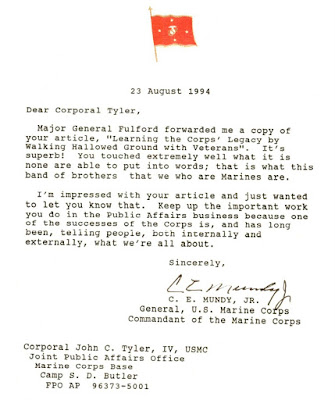 23 August 1994
Dear Corporal Tyler,
Major General Fulford forwarded me a copy of
your article, "Learning the Corps' Legacy by
Walking Hallowed Ground with Veterans". It's
superb! You touched extremely well what it is
none are able to put into words; that is what this
band of brothers that we who are Marines are.
I'm impressed with your article and just wanted
to let you know that. Keep up the important work
you do in the Public Affairs business because one
of the successes of the Corps is, and has long
been, telling people, both internally and
externally, what we're all about.
Sincerely,
C E Mundy Jr
C. E. MUNDY, JR.
General, U.S. Marine Corps
Commandant of the Marine Corps
Corporal John C. Tyler, IV, USMC
Joint Public Affairs Office
Marine Corps Base
Camp S. D. Butler
FPO AP 96373-5001